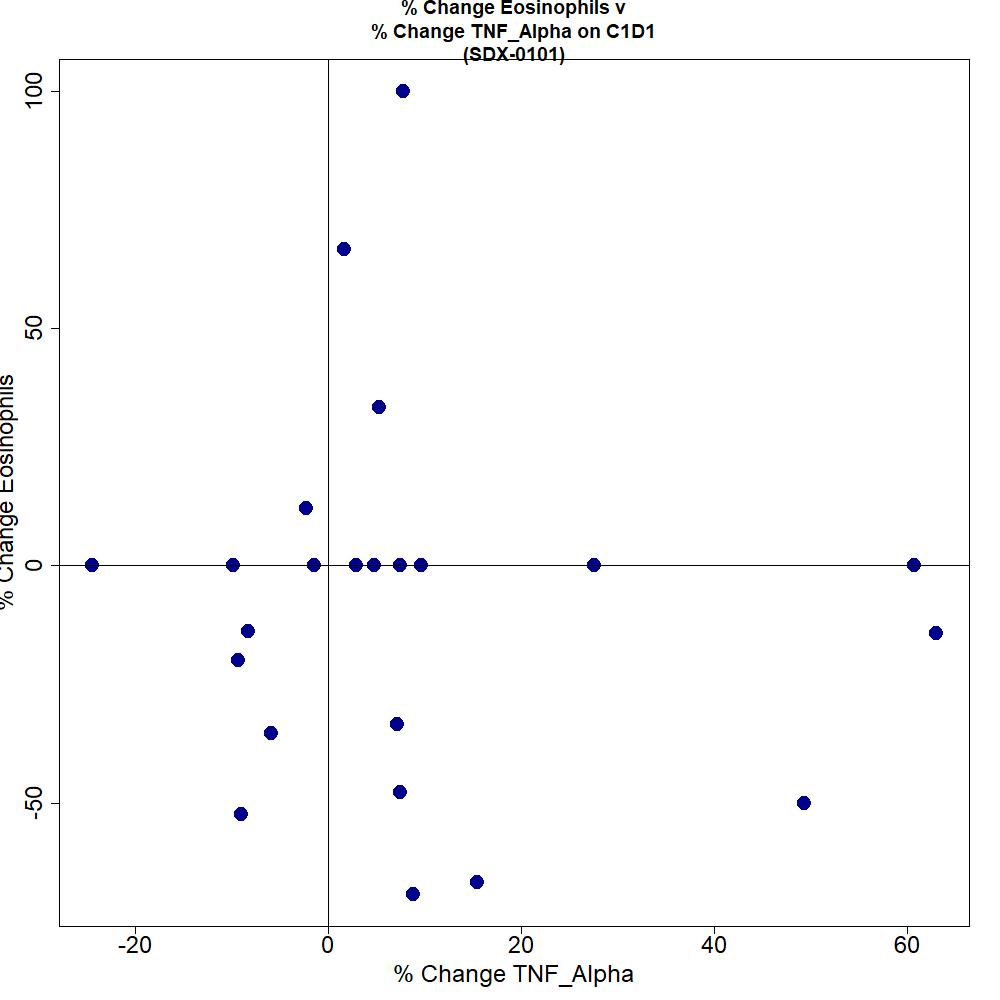 % Change Eosinophils v
% Change TNF_Alpha on C1D1
(SDX-0101)
100
50
0
-50
% Change Eosinophils
-20
0
20
40
60
% Change TNF_Alpha